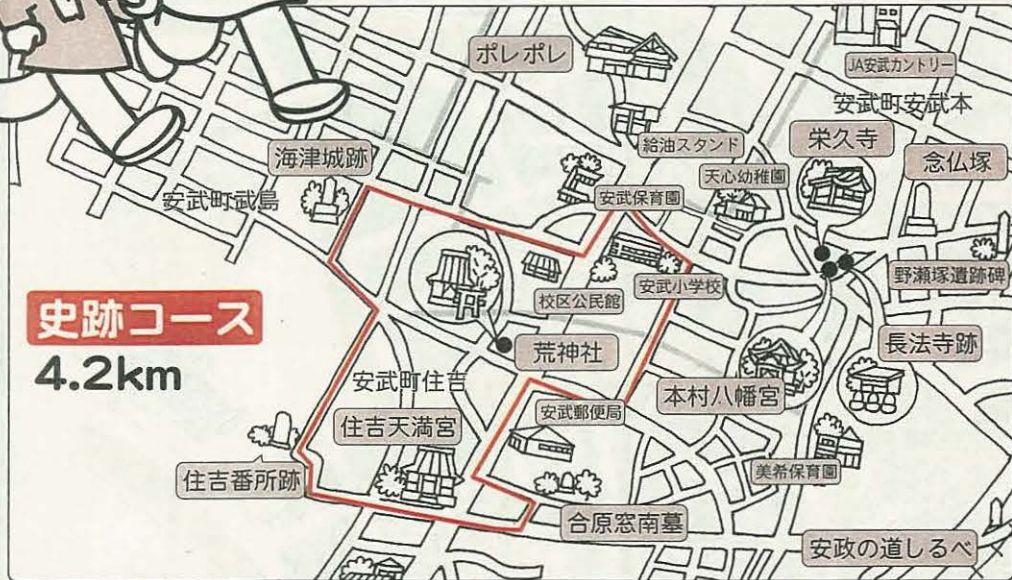 ポレポレ
JA安武カントリー
安武町安武本
給油スタンド
栄久寺
念仏塚
海津城跡
天心幼稚園
安武町武島
安武保育園
野瀬塚遺跡碑
安武小学校
校区公民館
史跡コース
4.2km
荒神社
長法寺跡
安武町住吉
本村八幡宮
安武郵便局
住吉天満宮
美希保育園
住吉番所跡
合原窓南墓
安政の道しるべ